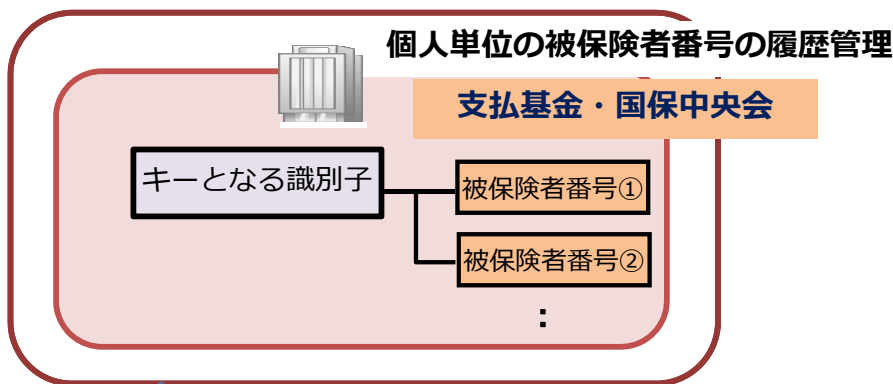 個人単位の被保険者番号の履歴管理
支払基金・国保中央会
キーとなる識別子
被保険者番号①
被保険者番号②
: